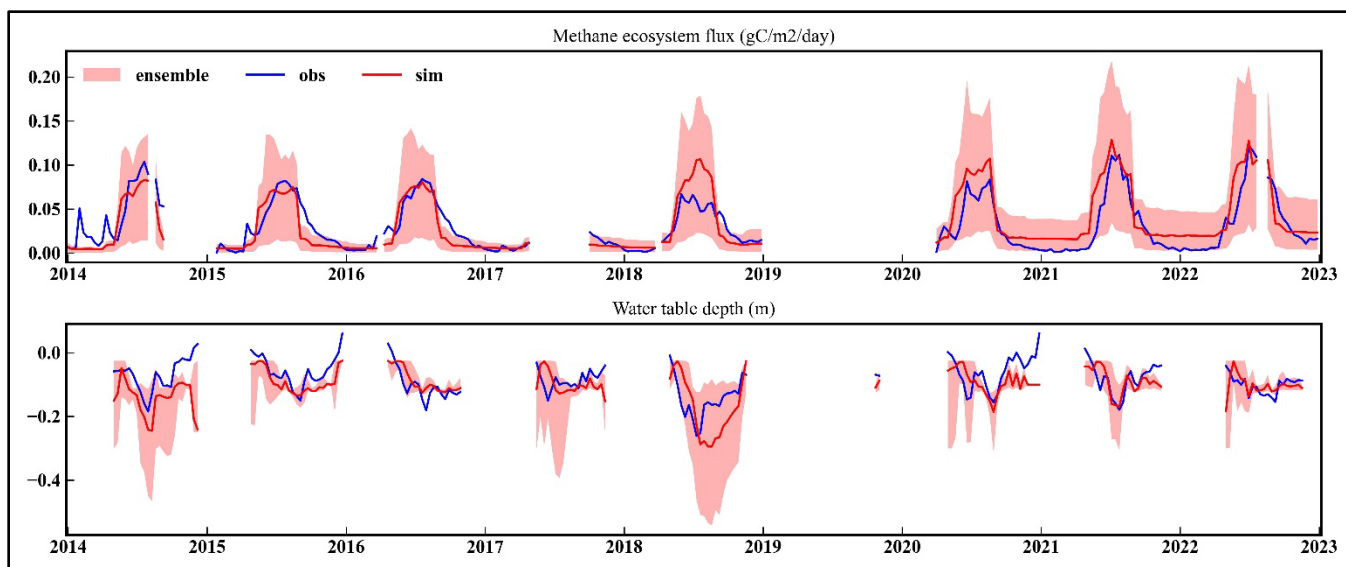 Methane ecosystem flux (gC/m2/day)
ensemble obs sim
0.20
0.15
0.10
0.05
0.00
2014 2015 2016 2017 2018 2019 2020 2021 2022 2023
Water table depth (m)
0.0
−0.2
−0.4
2014 2015 2016 2017 2018 2019 2020 2021 2022 2023